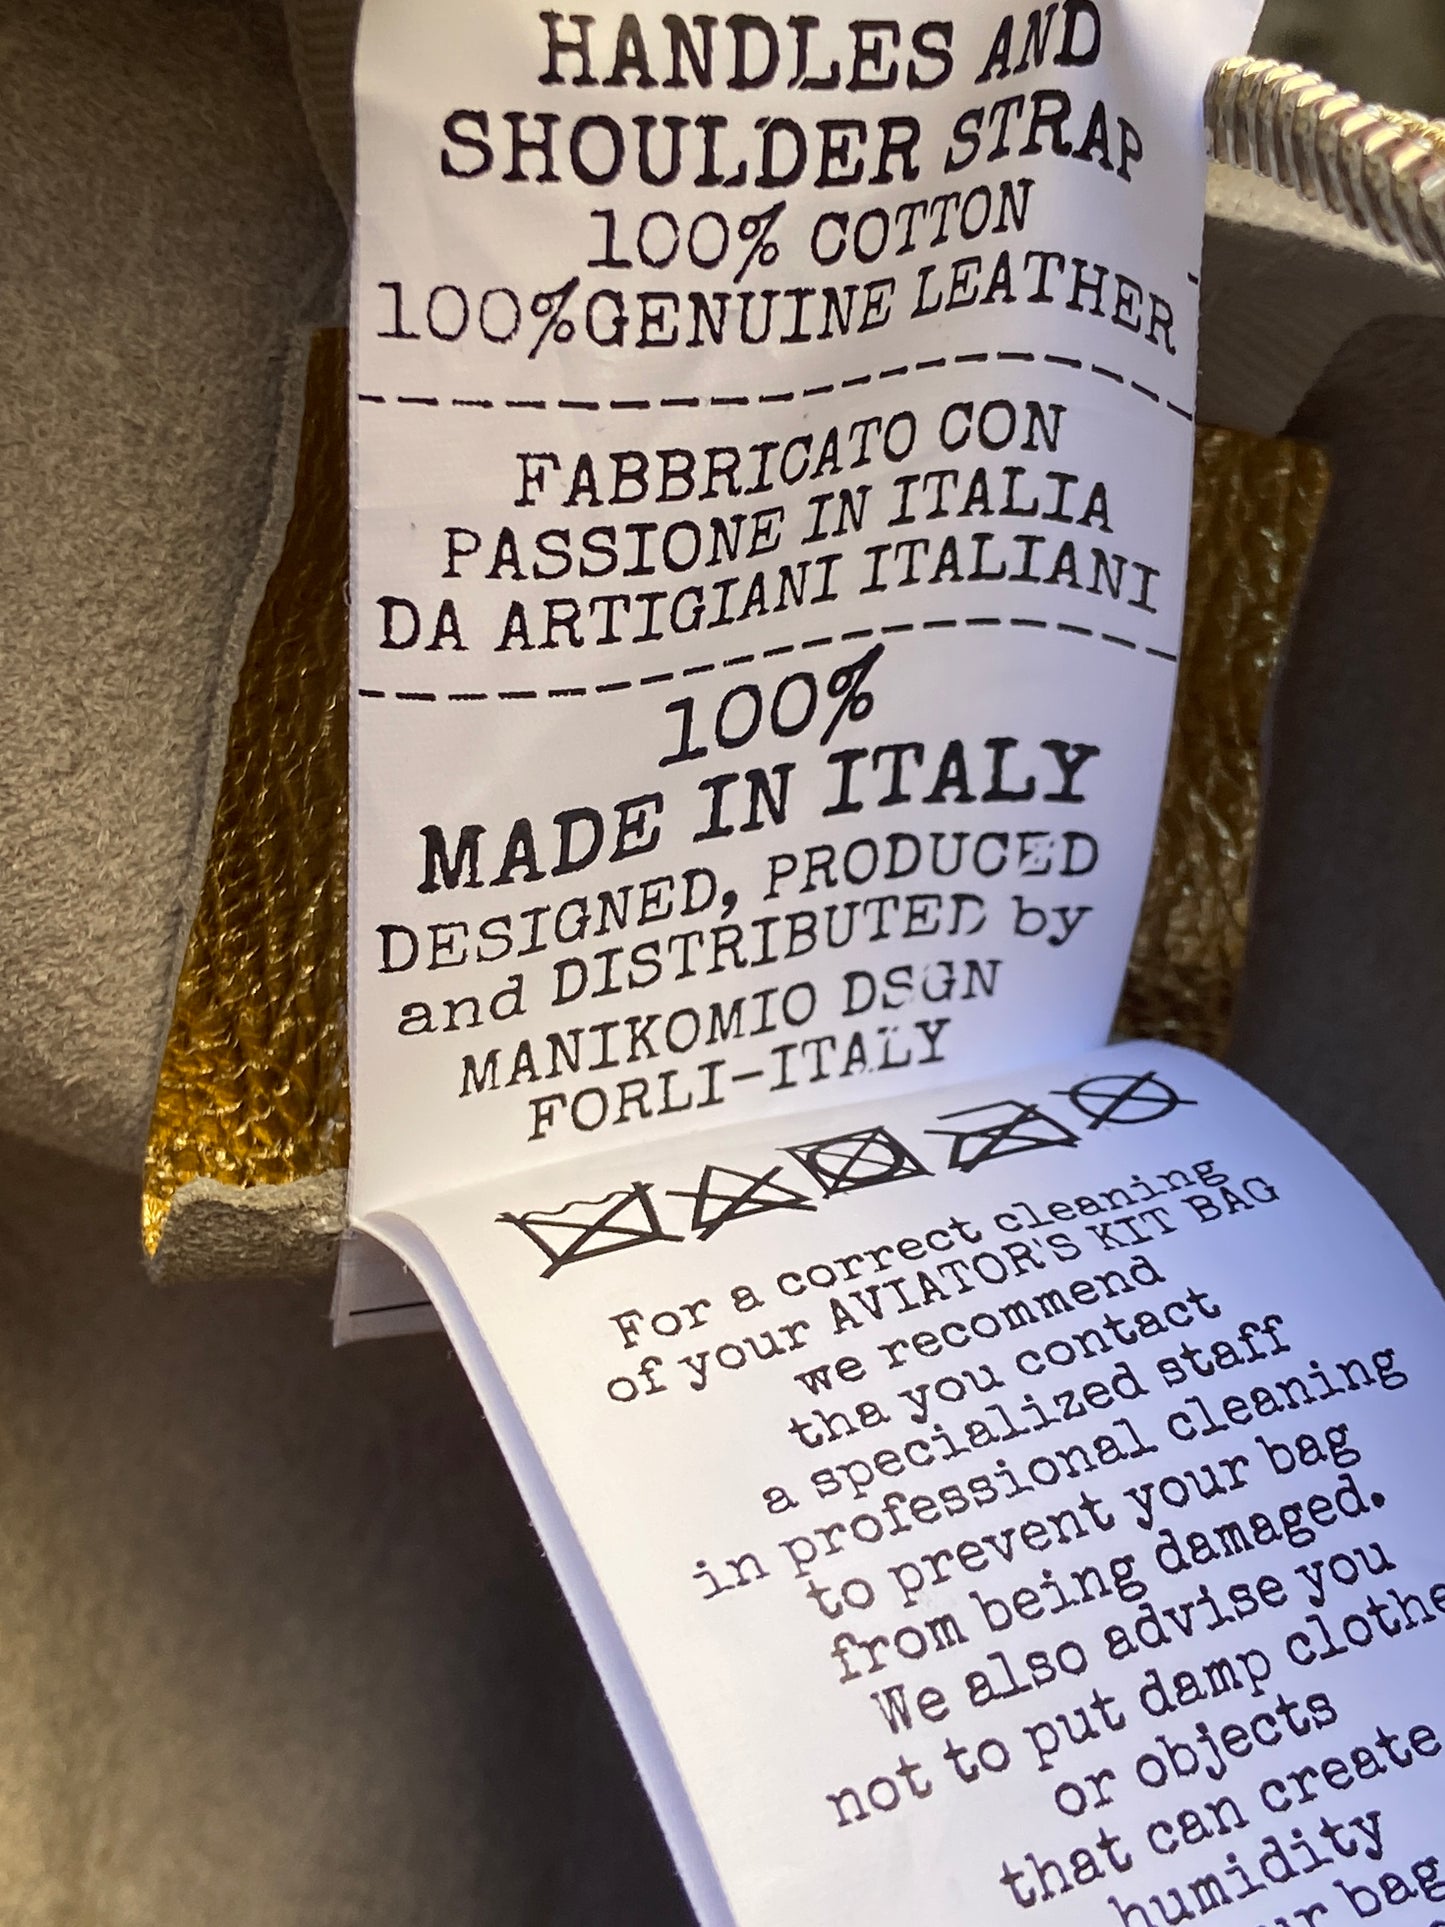 HANDLES AND
SHOULDER STRAP
100% COTTON
100%GENUINE LEATHER
FABBRICATO CON
PASSIONE IN ITALIA
DA ARTIGIANI ITALIANI
100%
MADE IN ITALY
DESIGNED, PRODUCED
and DISTRIBUTED by
MANIKOMIO DSGN
FORLI-ITALY
For a correct cleaning
of your AVIATOR'S KIT BAG
we recommend
tha you contact
a specialized staff
in professional cleaning
to prevent your bag
from being damaged.
We also advise you
not to put damp clothe
or objects
that can create
humidity
bag